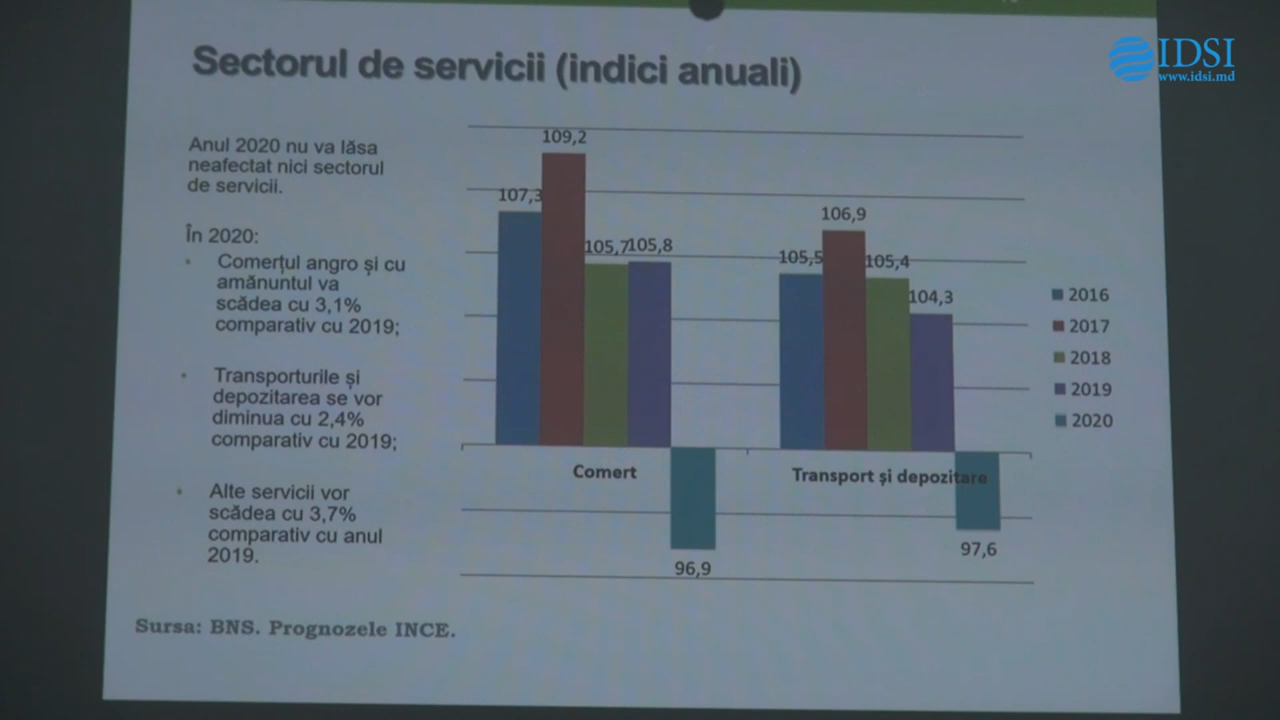 IDSI
www.idsi.md
Sectorul de servicii (indici anuali)
Anul 2020 nu va lăsa
neafectat nici sectorul
de servicii.
În 2020:
• Comerțul angro și cu
amănuntul va
scădea cu 3,1%
comparativ cu 2019;
• Transporturile și
depozitarea se vor
diminua cu 2,4%
comparativ cu 2019;
• Alte servicii vor
scădea cu 3,7%
comparativ cu anul
2019.
107,3
109,2
105,7
105,8
96,9
105,5
106,9
105,4
104,3
97,6
Comert
Transport și depozitare
2016
2017
2018
2019
2020
Sursa: BNS. Prognozele INCE.